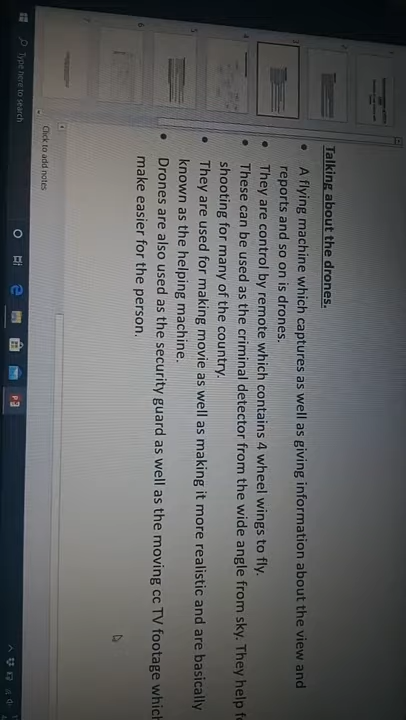 Talking about the drones.
• A flying machine which captures as well as giving information about the view and
reports and so on is drones.
• They are control by remote which contains 4 wheel wings to fly.
• These can be used as the criminal detector from the wide angle from sky. They help
shooting for many of the country.
• They are used for making movie as well as making it more realistic and are basically
known as the helping machine.
• Drones are also used as the security guard as well as the moving cc TV footage which
make easier for the person.
Click to add notes
Type here to search